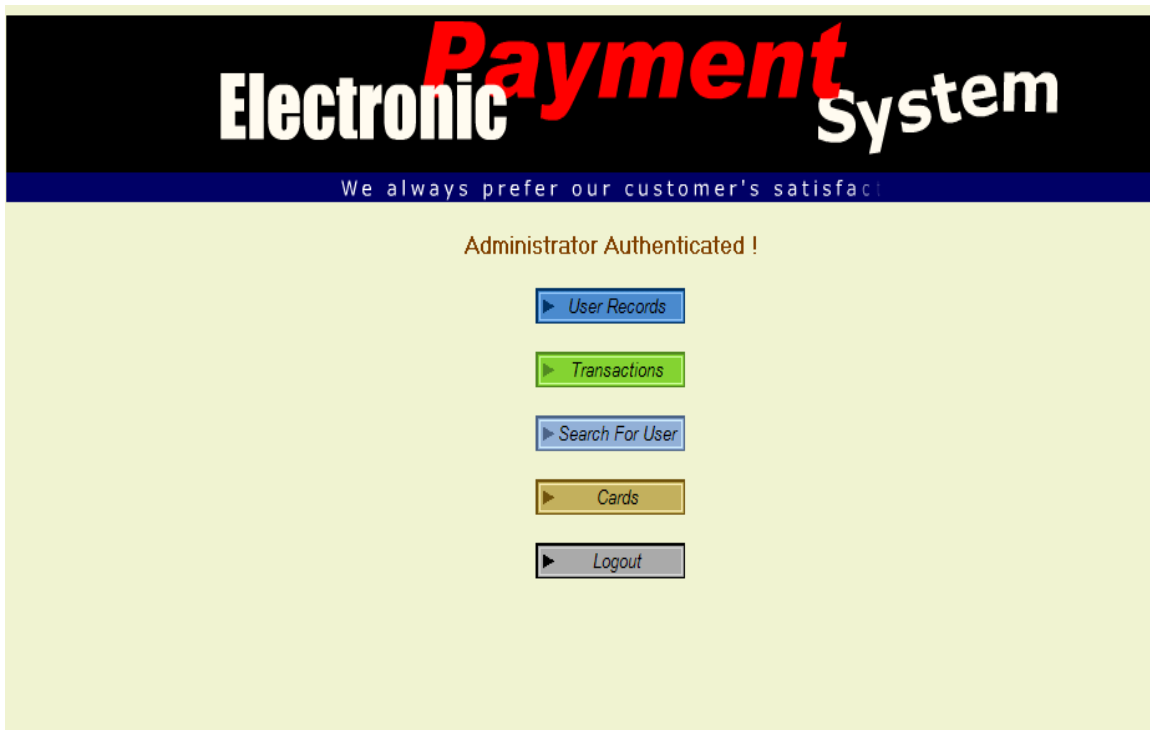 Electronic Payment System
We always prefer our customer's satisfact
Administrator Authenticated !
User Records
Transactions
Search For User
Cards
Logout